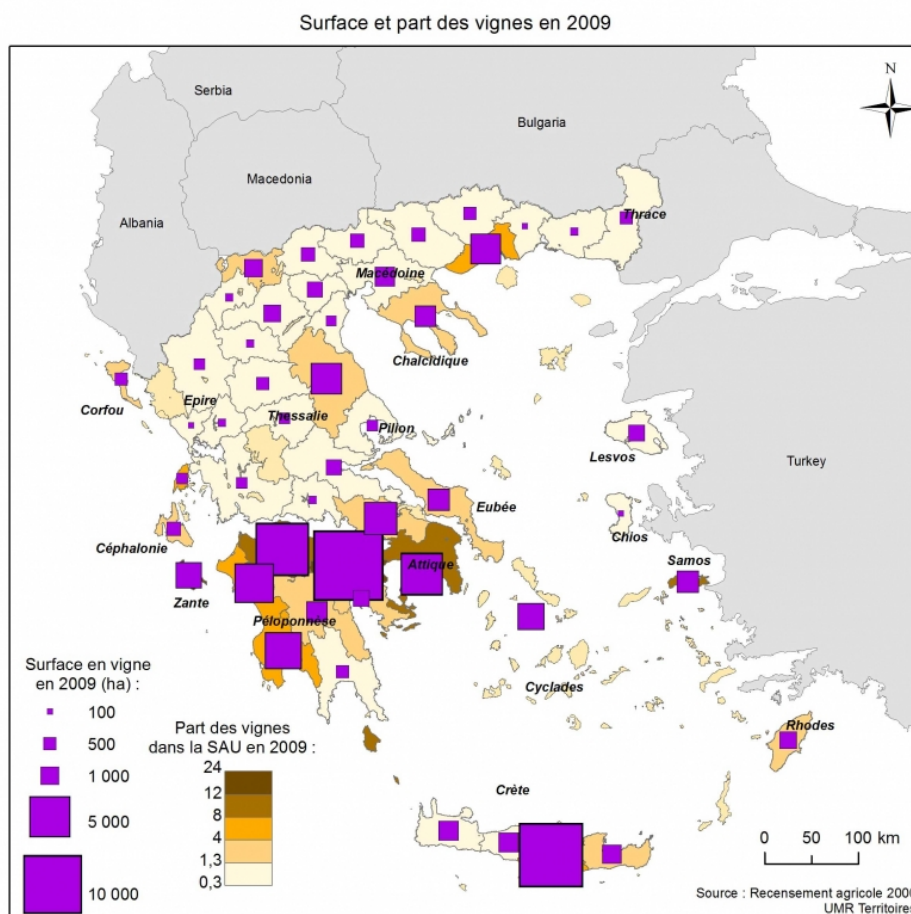 Surface et part des vignes en 2009
N
Serbia
Bulgaria
Macedonia
Albania
Thrace
Macédoine
Chalcidique
Corfou
Epire
Thessalie
Pilion
Lesvos
Turkey
Eubée
Céphalonie
Chios
Attique
Samos
Zante
Péloponnèse
Cyclades
Rhodes
Crète
Surface en vigne
en 2009 (ha) :
100
500
1 000
5 000
10 000
Part des vignes
dans la SAU en 2009 :
24
12
8
4
1,3
0,3
0 50 100 km
Source : Recensement agricole
UMR Territoires